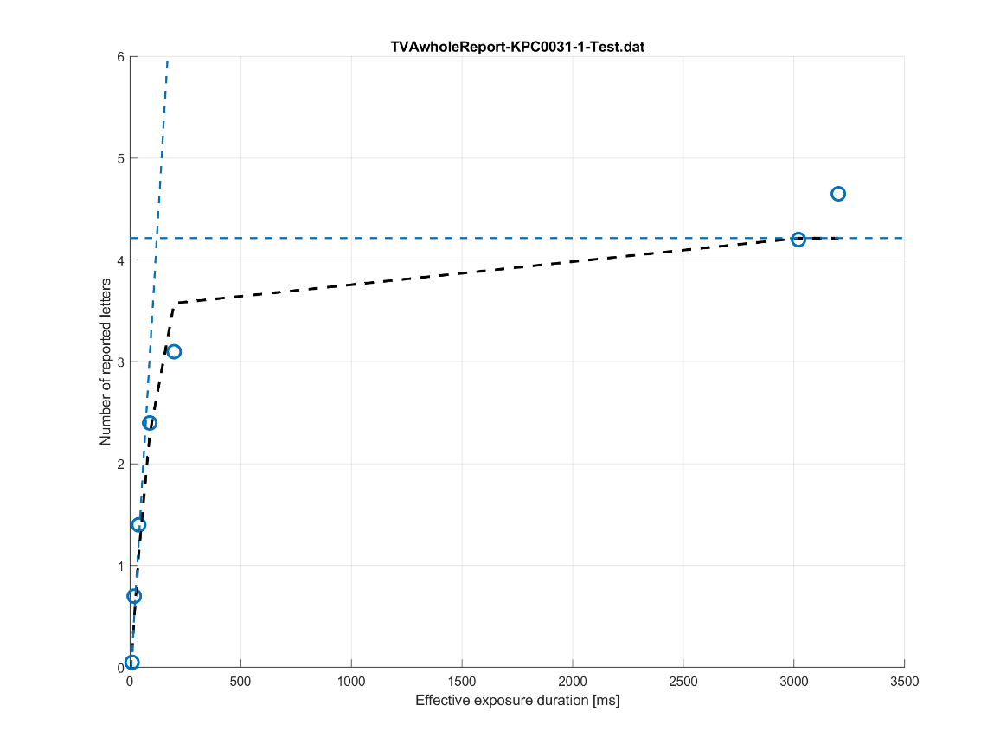 TVAwholeReport-KPC0031-1-Test.dat
6
5
4
3
2
1
0
Number of reported letters
0 500 1000 1500 2000 2500 3000 3500
Effective exposure duration [ms]